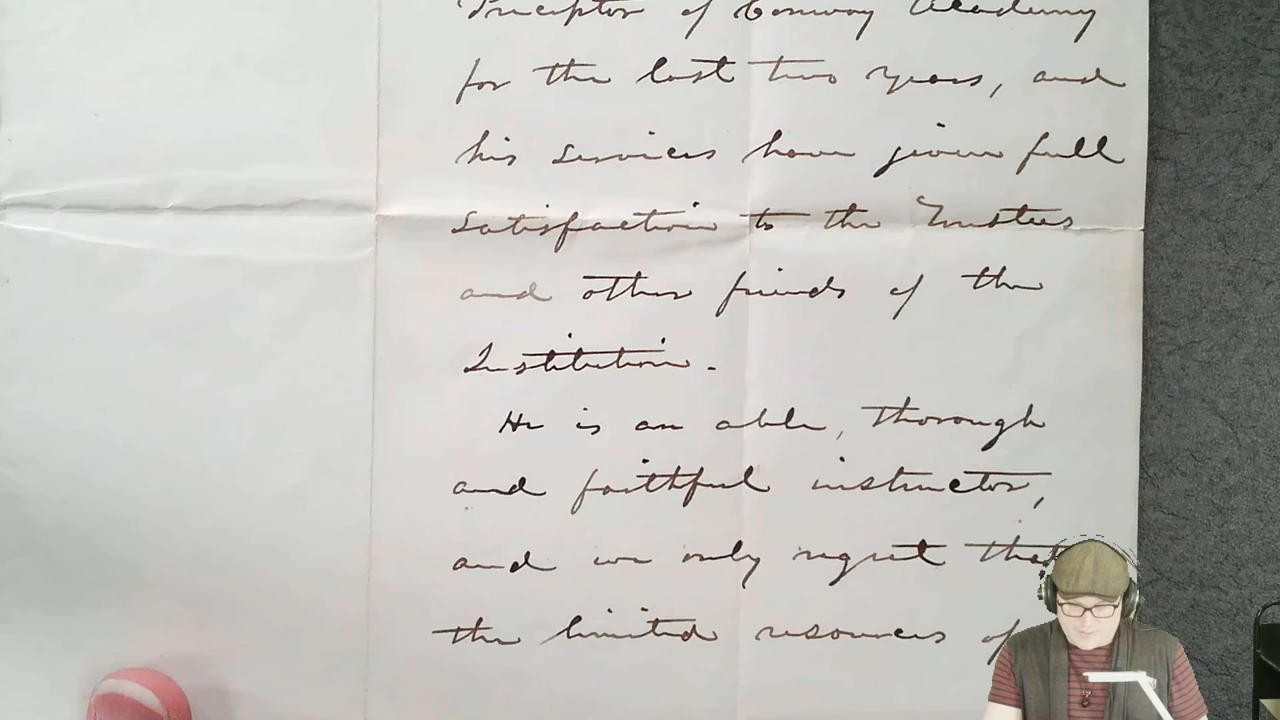 Preceptor of Conway Academy
for the last two years, and
his services have given full
satisfaction to the Trustees
and other friends of the
Institution.
He is an able, thorough
and faithful instructor,
and we only regret that
the limited resources of